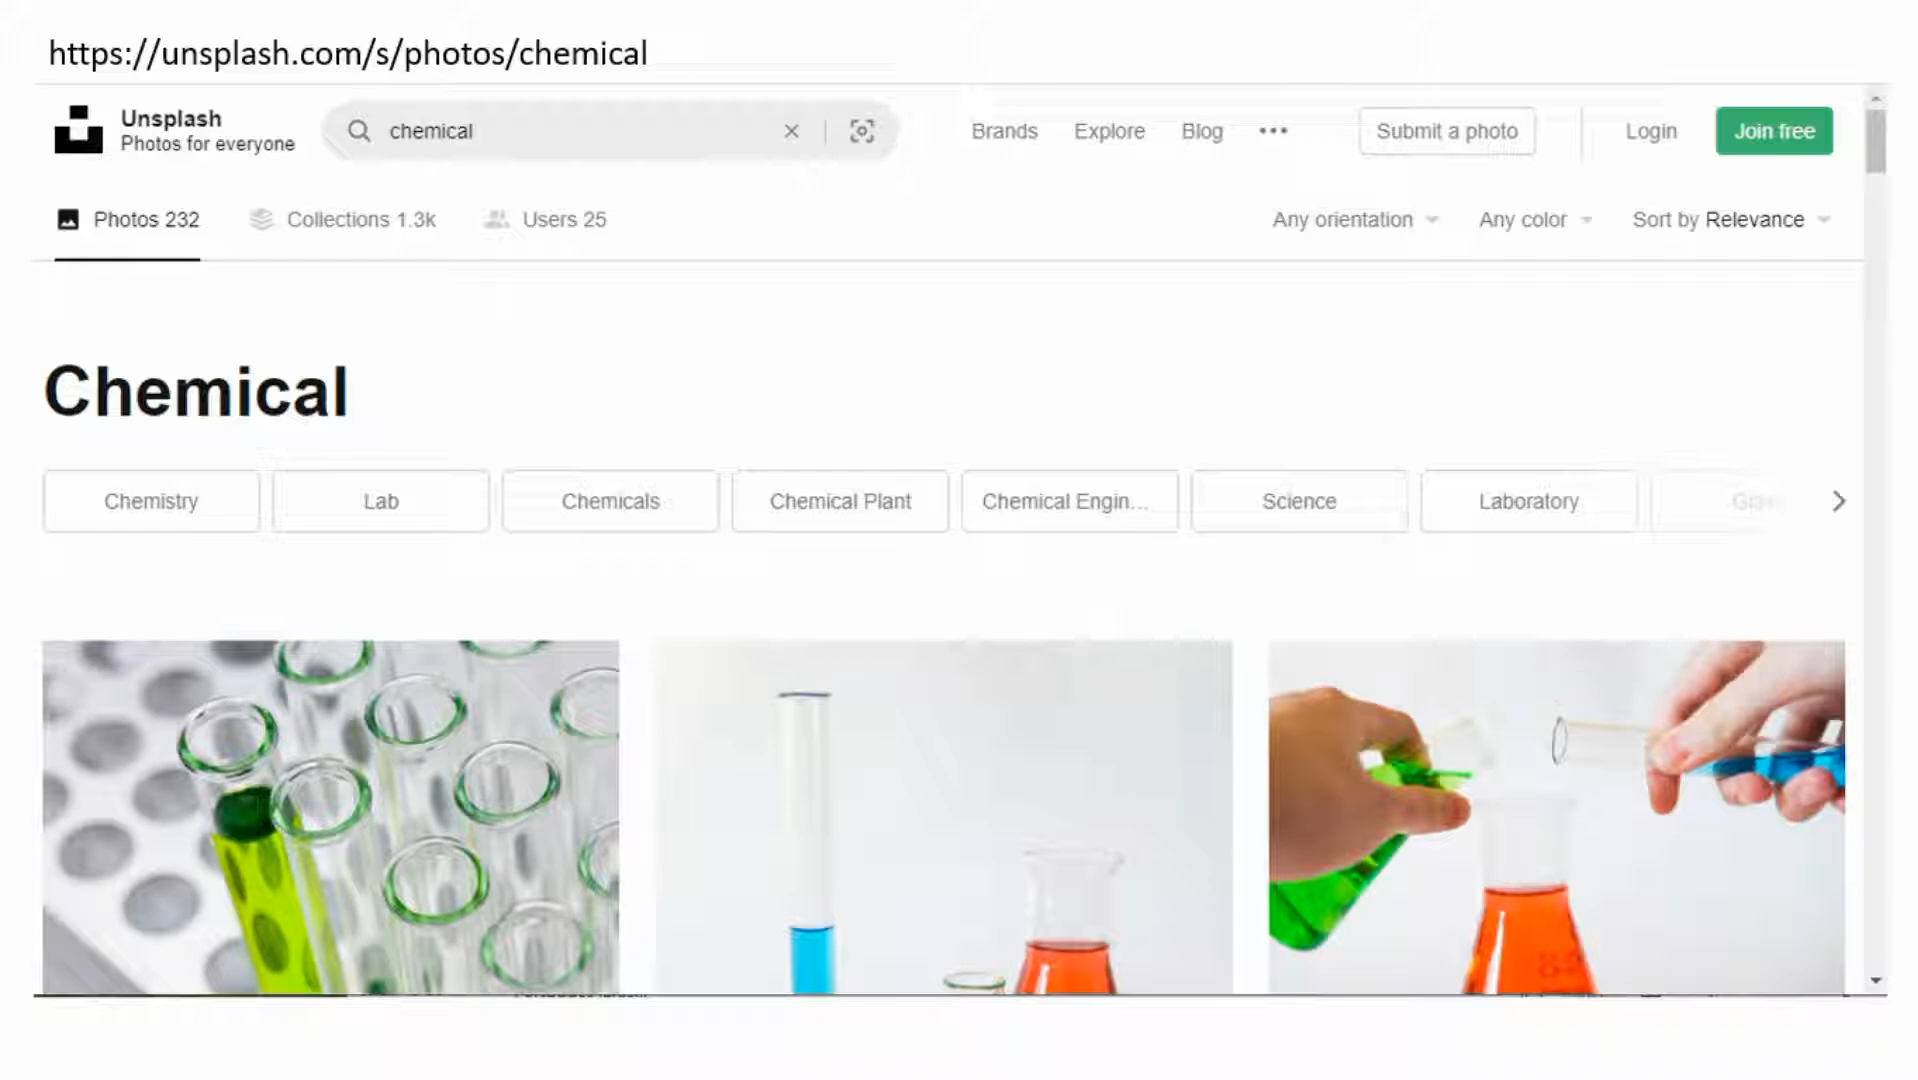 https://unsplash.com/s/photos/chemical
Unsplash
Photos for everyone
chemical
Brands Explore Blog ••• Submit a photo Login Join free
Photos 232 Collections 1.3k Users 25 Any orientation Any color Sort by Relevance
Chemical
Chemistry Lab Chemicals Chemical Plant Chemical Engin... Science Laboratory